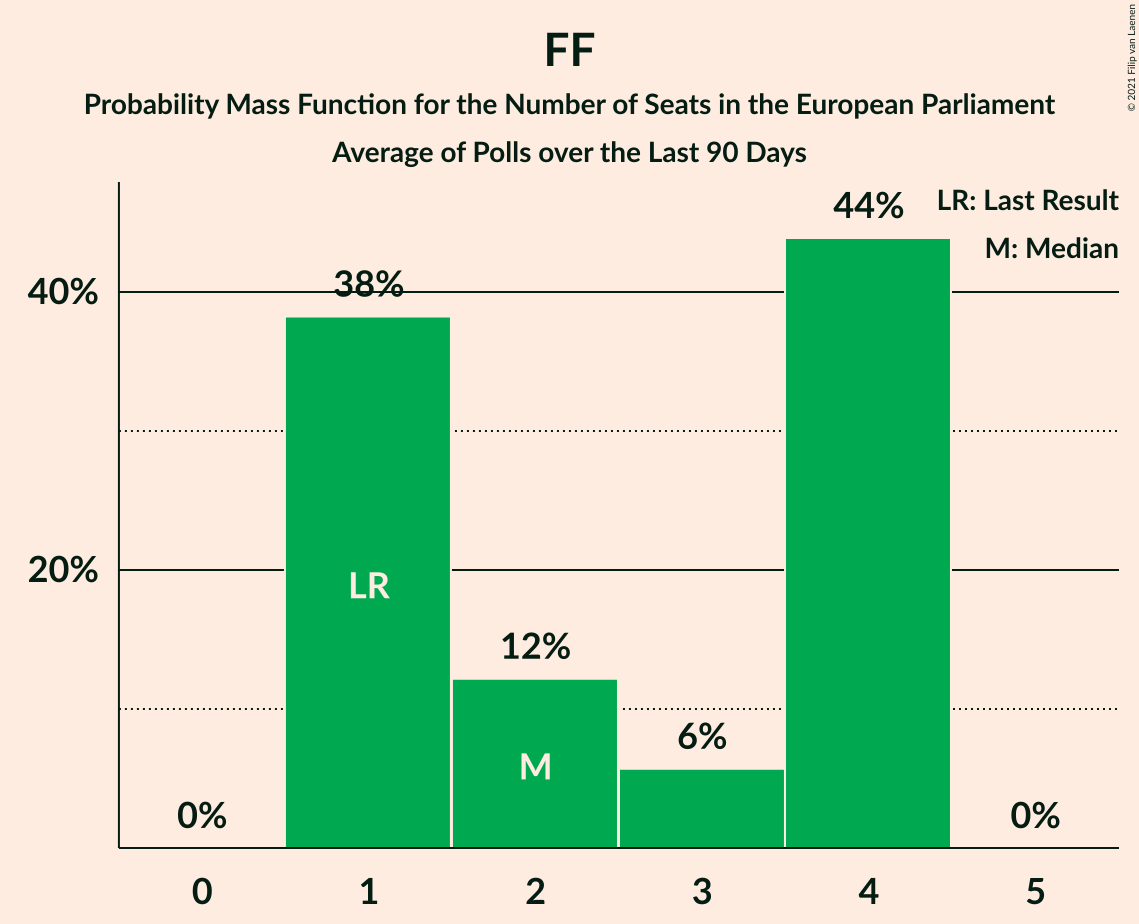 FF
Probability Mass Function for the Number of Seats in the European Parliament
Average of Polls over the Last 90 Days
© 2021 Filip van Laenen
LR: Last Result
M: Median
44%
38%
12%
6%
0%
0%
40%
20%
LR
M
0 1 2 3 4 5